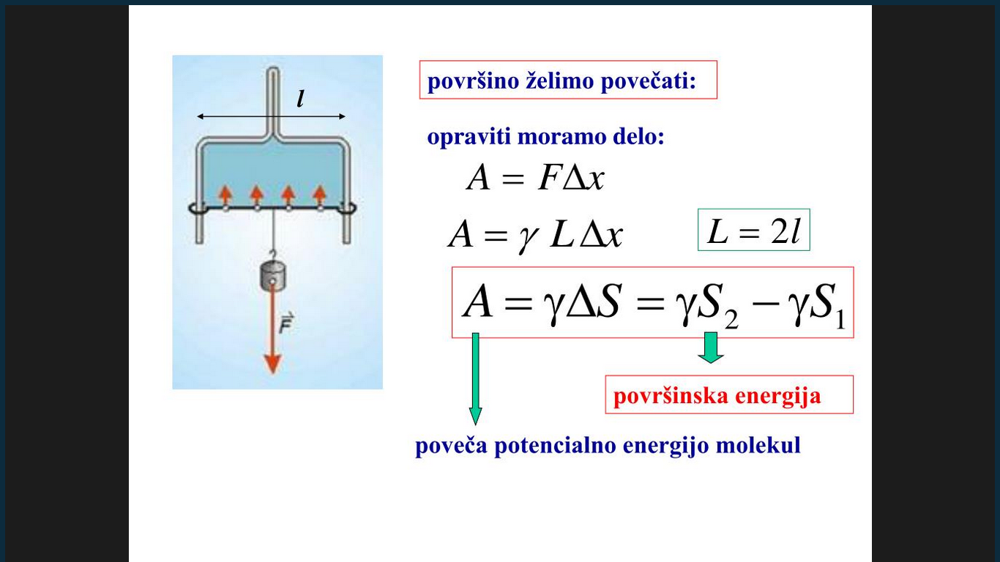 l
F⃗
površino želimo povečati:
opraviti moramo delo:
A = FΔx
A = γ LΔx
L = 2l
A = γΔS = γS₂ − γS₁
površinska energija
poveča potencialno energijo molekul